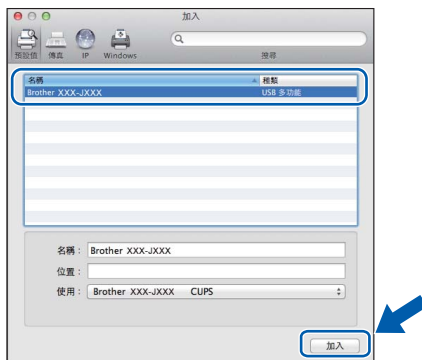 加入
預設值 傳真 IP Windows 搜尋
名稱 種類
Brother XXX-JXXX USB 多功能
名稱： Brother XXX-JXXX
位置：
使用： Brother XXX-JXXX CUPS
加入